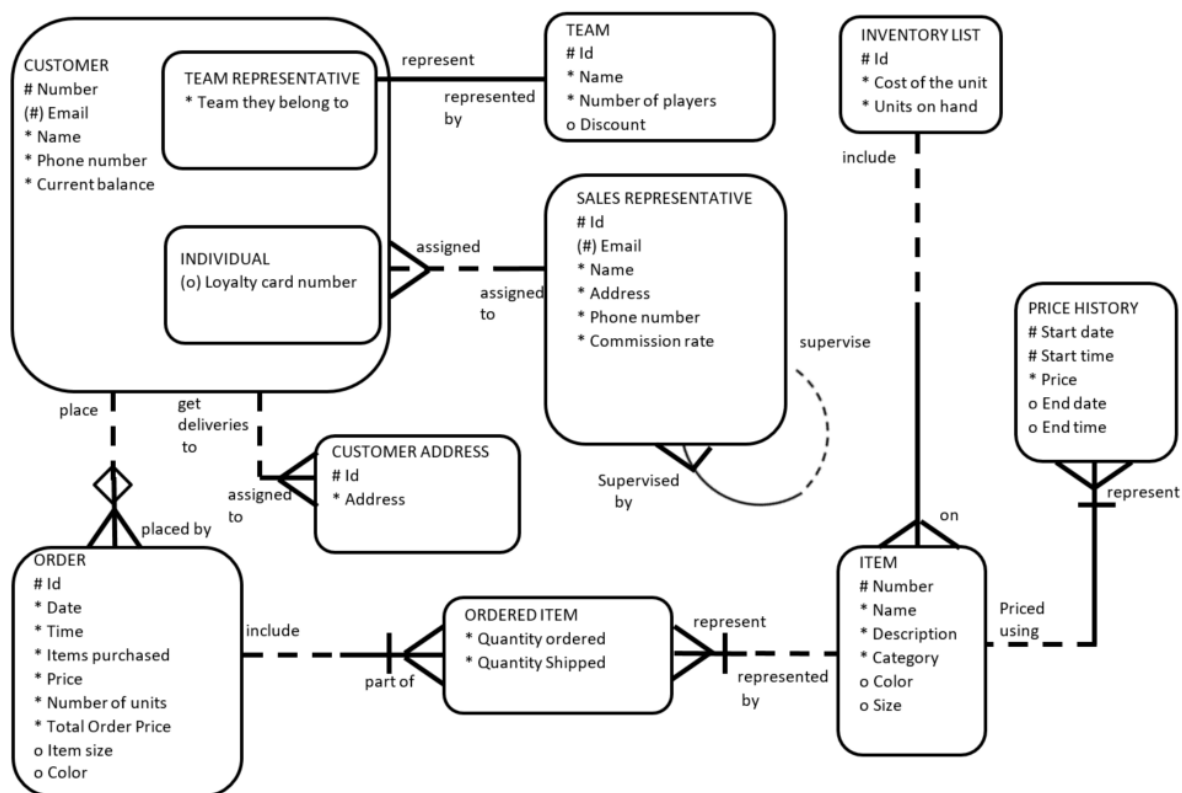 CUSTOMER
# Number
(#) Email
* Name
* Phone number
* Current balance
TEAM REPRESENTATIVE
* Team they belong to
INDIVIDUAL
(o) Loyalty card number
represent
represented
by
TEAM
# Id
* Name
* Number of players
o Discount
INVENTORY LIST
# Id
* Cost of the unit
* Units on hand
include
assigned
assigned
to
SALES REPRESENTATIVE
# Id
(#) Email
* Name
* Address
* Phone number
* Commission rate
supervise
Supervised
by
PRICE HISTORY
# Start date
# Start time
* Price
o End date
o End time
represent
place
get
deliveries
to
assigned
to
CUSTOMER ADDRESS
# Id
* Address
placed by
on
ORDER
# Id
* Date
* Time
* Items purchased
* Price
* Number of units
* Total Order Price
o Item size
o Color
include
part of
ORDERED ITEM
* Quantity ordered
* Quantity Shipped
represent
represented
by
ITEM
# Number
* Name
* Description
* Category
o Color
o Size
Priced
using